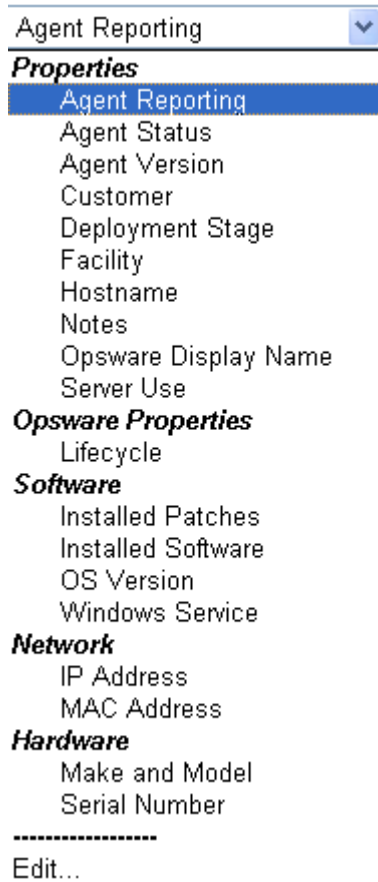 Agent Reporting
Properties
Agent Reporting
Agent Status
Agent Version
Customer
Deployment Stage
Facility
Hostname
Notes
Opsware Display Name
Server Use
Opsware Properties
Lifecycle
Software
Installed Patches
Installed Software
OS Version
Windows Service
Network
IP Address
MAC Address
Hardware
Make and Model
Serial Number
------------------
Edit...